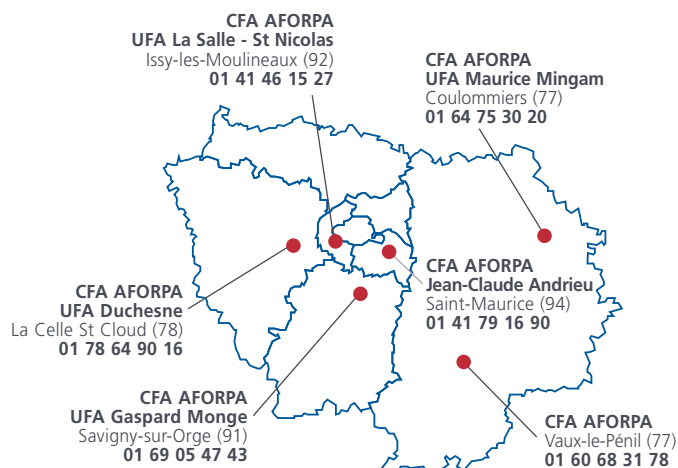 CFA AFORPA
UFA La Salle - St Nicolas
Issy-les-Moulineaux (92)
01 41 46 15 27
CFA AFORPA
UFA Maurice Mingam
Coulommiers (77)
01 64 75 30 20
CFA AFORPA
Jean-Claude Andrieu
Saint-Maurice (94)
01 41 79 16 90
CFA AFORPA
UFA Duchesne
La Celle St Cloud (78)
01 78 64 90 16
CFA AFORPA
UFA Gaspard Monge
Savigny-sur-Orge (91)
01 69 05 47 43
CFA AFORPA
Vaux-le-Pénil (77)
01 60 68 31 78